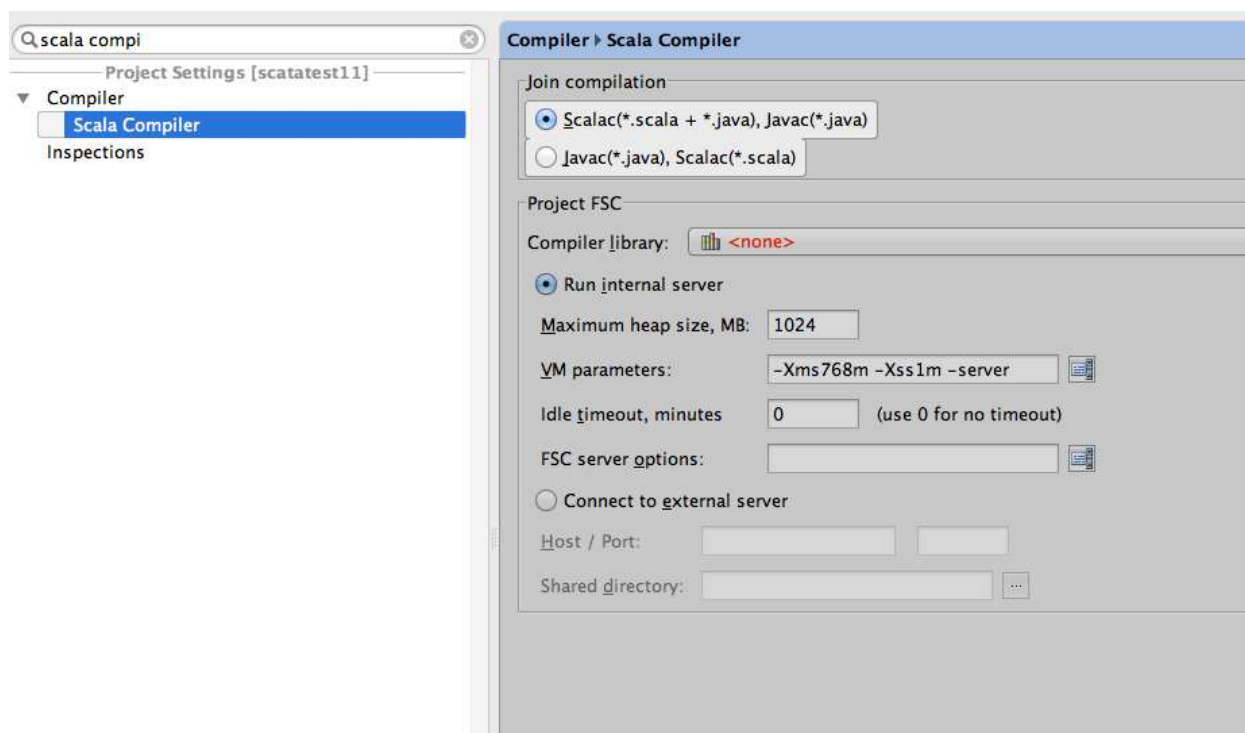 scala compi
Project Settings [scatatest11]
Compiler
Scala Compiler
Inspections
Compiler ▸ Scala Compiler
Join compilation
Scalac(*.scala + *.java), Javac(*.java)
Javac(*.java), Scalac(*.scala)
Project FSC
Compiler library: <none>
Run internal server
Maximum heap size, MB: 1024
VM parameters: -Xms768m -Xss1m -server
Idle timeout, minutes 0 (use 0 for no timeout)
FSC server options:
Connect to external server
Host / Port:
Shared directory: ...